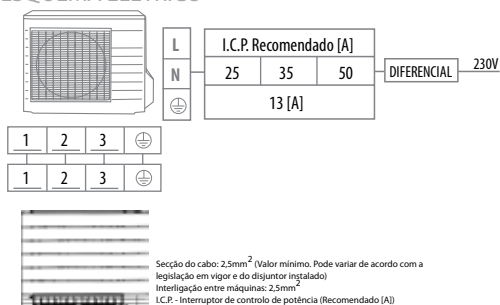 ESQUEMA ELÉTRICO
L
I.C.P. Recomendado [A]
N
25 35 50
DIFERENCIAL
230V
13 [A]
1 2 3
1 2 3
Secção do cabo: 2,5mm² (Valor mínimo. Pode variar de acordo com a
legislação em vigor e do disjuntor instalado)
Interligação entre máquinas: 2,5mm²
I.C.P. - Interruptor de controlo de potência (Recomendado [A])